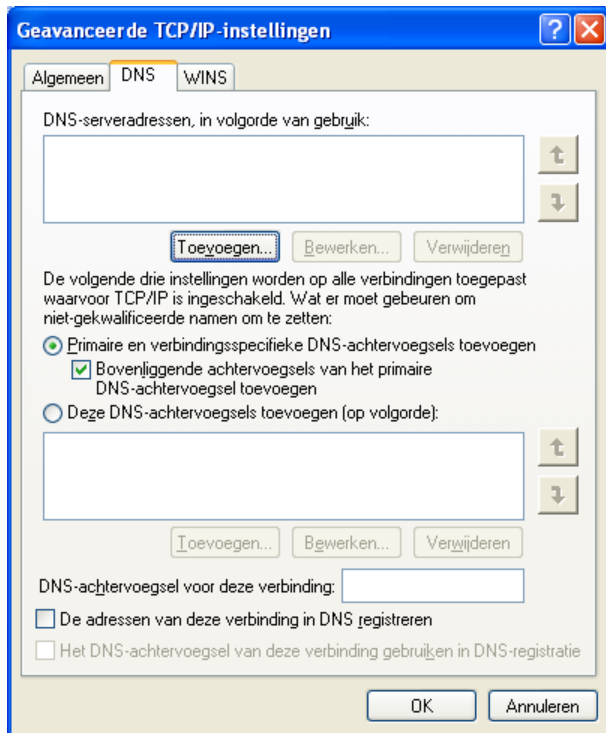 Geavanceerde TCP/IP-instellingen
Algemeen DNS WINS
DNS-serveradressen, in volgorde van gebruik:
Toevoegen... Bewerken... Verwijderen
De volgende drie instellingen worden op alle verbindingen toegepast
waarvoor TCP/IP is ingeschakeld. Wat er moet gebeuren om
niet-gekwalificeerde namen om te zetten:
Primaire en verbindingsspecifieke DNS-achtervoegsels toevoegen
Bovenliggende achtervoegsels van het primaire
DNS-achtervoegsel toevoegen
Deze DNS-achtervoegsels toevoegen (op volgorde):
Toevoegen... Bewerken... Verwijderen
DNS-achtervoegsel voor deze verbinding:
De adressen van deze verbinding in DNS registreren
Het DNS-achtervoegsel van deze verbinding gebruiken in DNS-registratie
OK Annuleren